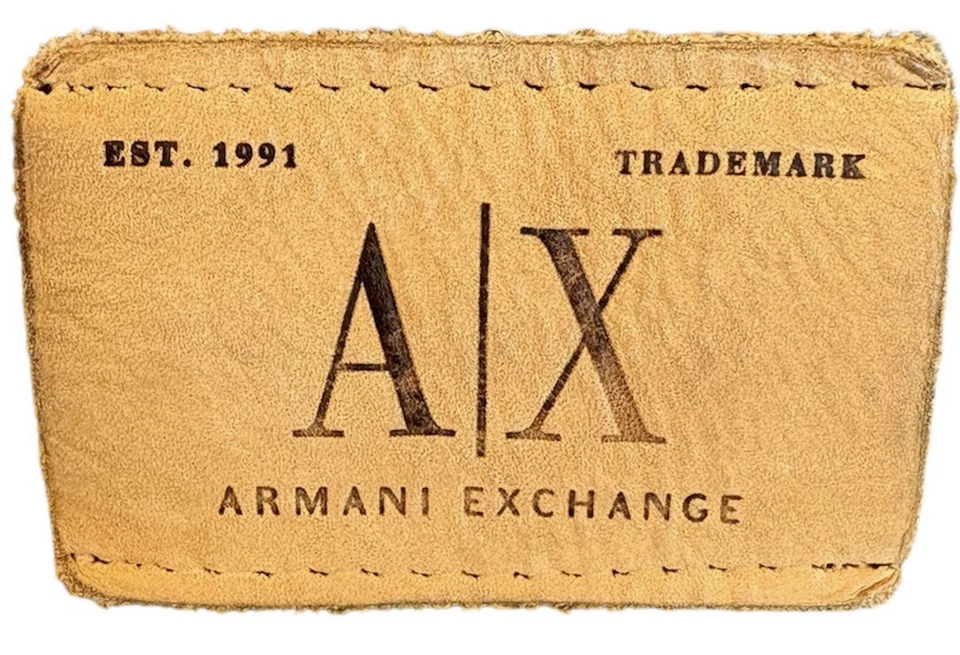 EST. 1991 TRADEMARK
A|X
ARMANI EXCHANGE